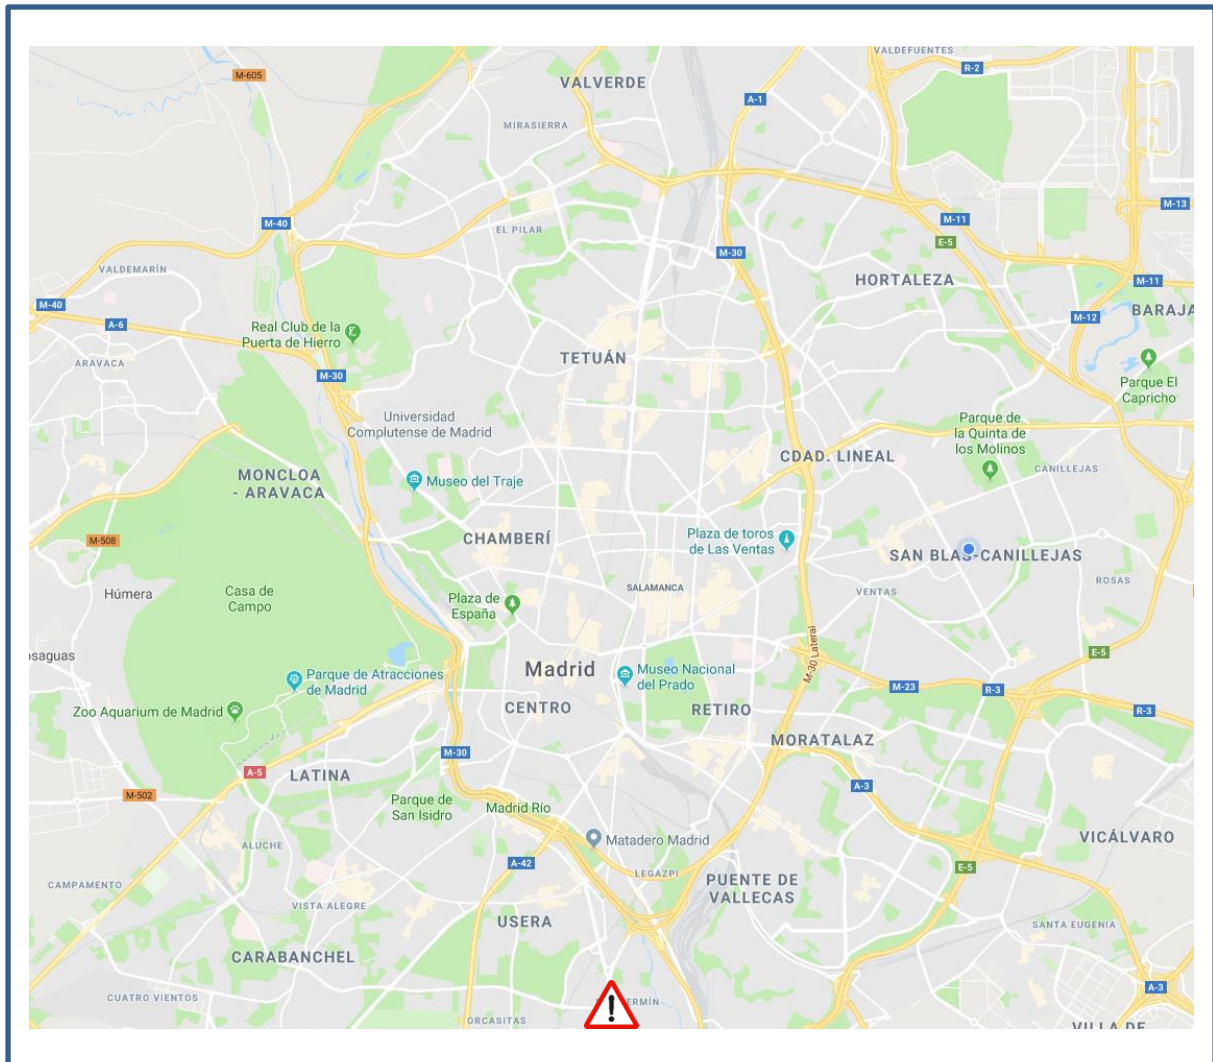 VALDEFUENTES
R-2
M-605
VALVERDE
A-1
MIRASIERRA
M-13
M-40
M-11
EL PILAR
E-5
M-30
VALDEMARÍN
HORTALEZA
M-11
M-40
BARAJA
A-6
M-12
Real Club de la
Puerta de Hierro
TETUÁN
ARAVACA
M-30
Parque El
Capricho
Universidad
Complutense de Madrid
Parque de
la Quinta de
los Molinos
CDAD. LINEAL
CANILLEJAS
MONCLOA
- ARAVACA
Museo del Traje
M-508
CHAMBERÍ
Plaza de toros
de Las Ventas
SAN BLAS-CANILLEJAS
ROSAS
Húmera
Casa de
Campo
SALAMANCA
VENTAS
Plaza de
España
M-30 Lateral
osaguas
E-5
Madrid
Museo Nacional
del Prado
Parque de Atracciones
de Madrid
M-23
R-3
Zoo Aquarium de Madrid
CENTRO
RETIRO
R-3
MORATALAZ
M-30
A-5
LATINA
A-3
M-502
Parque de
San Isidro
Madrid Río
Matadero Madrid
VICÁLVARO
ALUCHE
A-42
LEGAZPI
E-5
CAMPAMENTO
PUENTE DE
VALLECAS
VISTA ALEGRE
USERA
SANTA EUGENIA
CARABANCHEL
A-3
CUATRO VIENTOS
ERMÍN
ORCASITAS
VILLA DE